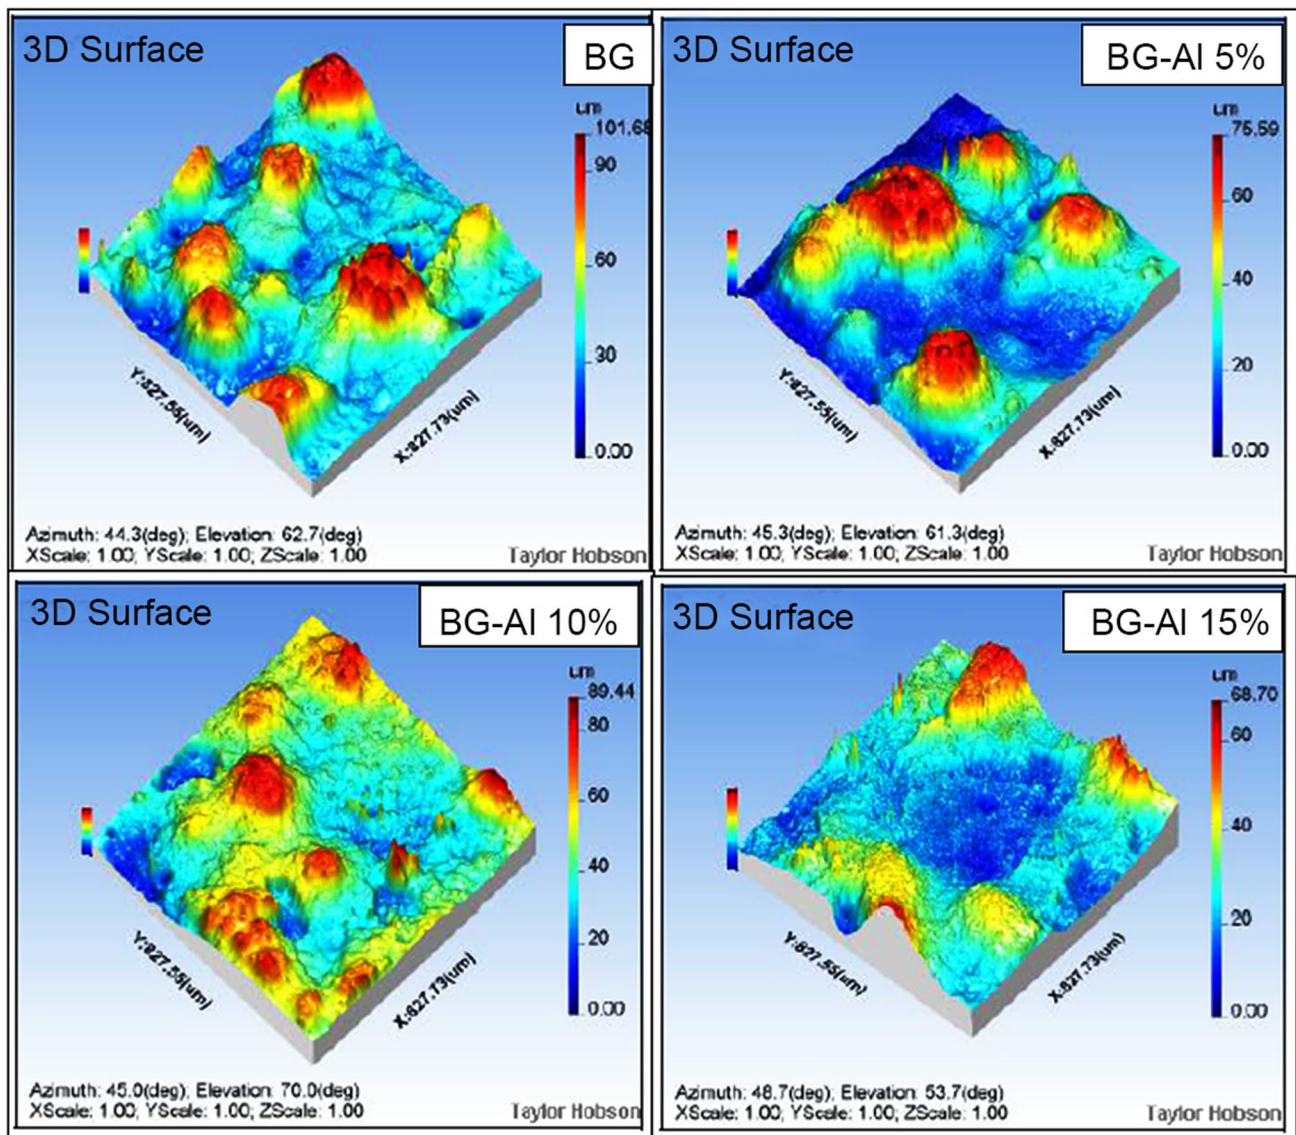 3D Surface
BG
um
101.68
90
60
30
0.00
Y:827.55(um)
X:827.73(um)
Azimuth: 44.3(deg); Elevation: 62.7(deg)
XScale: 1.00; YScale: 1.00; ZScale: 1.00
Taylor Hobson
3D Surface
BG-Al 5%
um
75.59
60
40
20
0.00
Y:827.55(um)
X:827.73(um)
Azimuth: 45.3(deg); Elevation: 61.3(deg)
XScale: 1.00; YScale: 1.00; ZScale: 1.00
Taylor Hobson
3D Surface
BG-Al 10%
um
89.44
80
60
40
20
0.00
Y:827.55(um)
X:827.73(um)
Azimuth: 45.0(deg); Elevation: 70.0(deg)
XScale: 1.00; YScale: 1.00; ZScale: 1.00
Taylor Hobson
3D Surface
BG-Al 15%
um
68.70
60
40
20
0.00
Y:827.55(um)
X:827.73(um)
Azimuth: 48.7(deg); Elevation: 53.7(deg)
XScale: 1.00; YScale: 1.00; ZScale: 1.00
Taylor Hobson